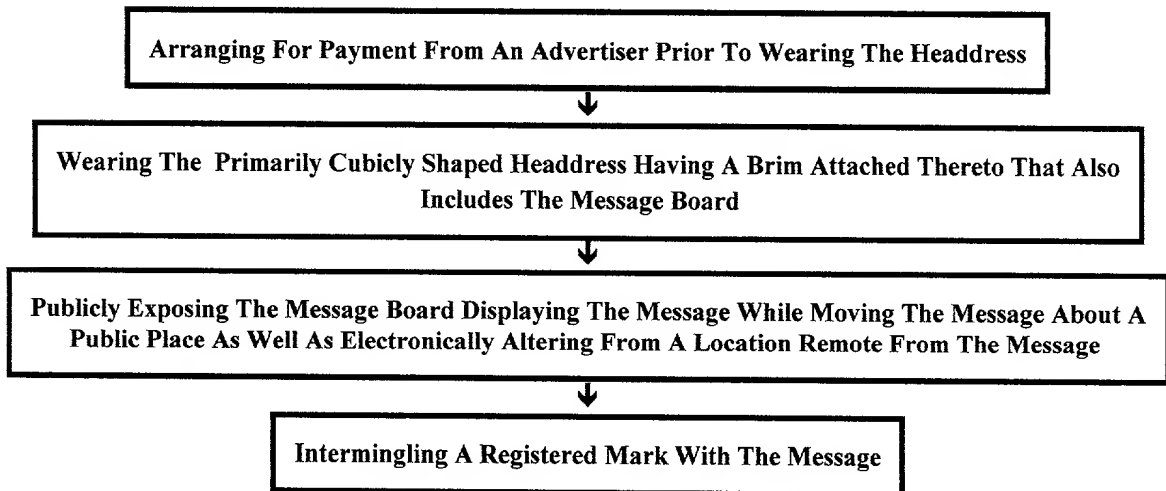 Arranging For Payment From An Advertiser Prior To Wearing The Headdress
Wearing The Primarily Cubicly Shaped Headdress Having A Brim Attached Thereto That Also
Includes The Message Board
Publicly Exposing The Message Board Displaying The Message While Moving The Message About A
Public Place As Well As Electronically Altering From A Location Remote From The Message
Intermingling A Registered Mark With The Message